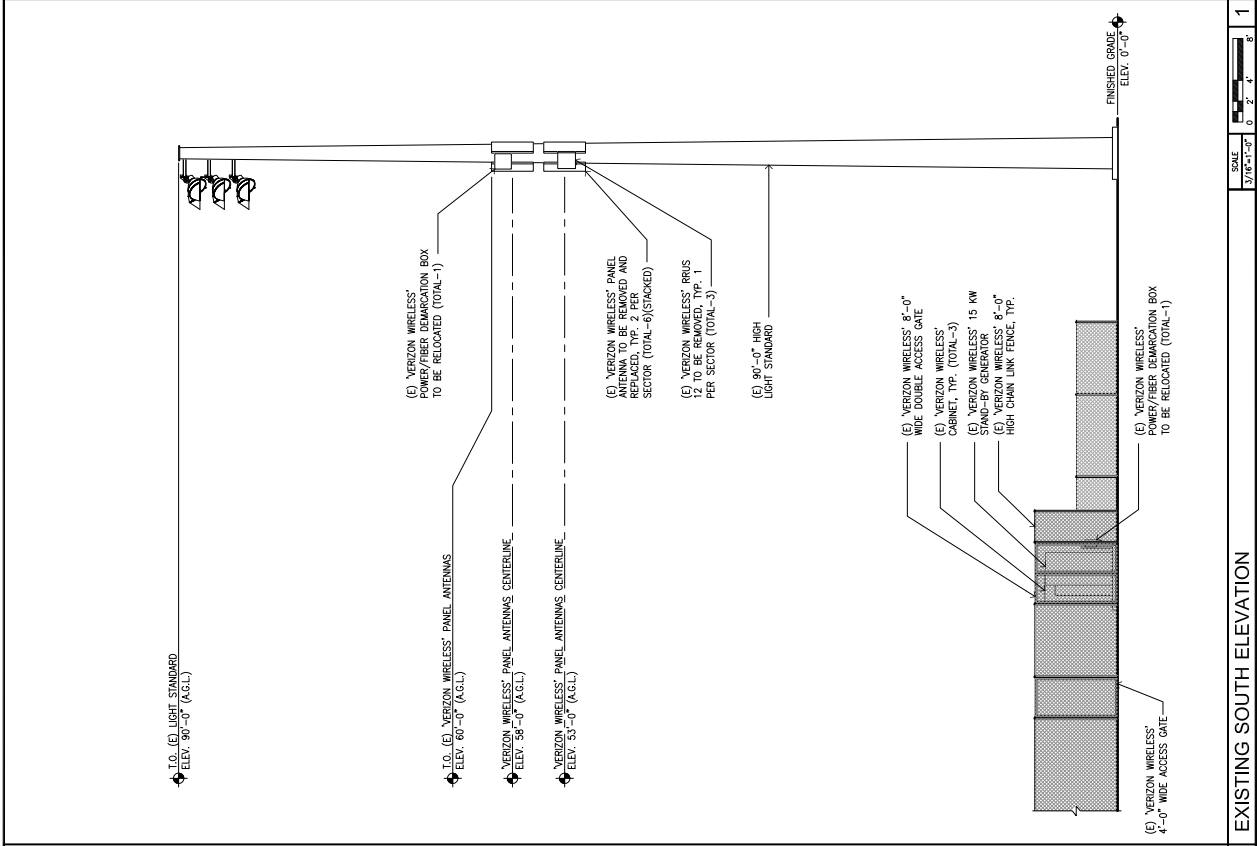 T.O. (E) LIGHT STANDARD
ELEV. 90'-0" (A.G.L.)
T.O. (E) 'VERIZON WIRELESS' PANEL ANTENNAS
ELEV. 60'-0" (A.G.L.)
'VERIZON WIRELESS' PANEL ANTENNAS CENTERLINE
ELEV. 58'-0" (A.G.L.)
'VERIZON WIRELESS' PANEL ANTENNAS CENTERLINE
ELEV. 53'-0" (A.G.L.)
(E) 'VERIZON WIRELESS'
POWER/FIBER DEMARCATION BOX
TO BE RELOCATED (TOTAL-1)
(E) 'VERIZON WIRELESS' PANEL
ANTENNA TO BE REMOVED AND
REPLACED, TYP. 2 PER
SECTOR (TOTAL-6)(STACKED)
(E) 'VERIZON WIRELESS' RRUS
12 TO BE REMOVED, TYP. 1
PER SECTOR (TOTAL-3)
(E) 90'-0" HIGH
LIGHT STANDARD
(E) 'VERIZON WIRELESS' 8'-0"
WIDE DOUBLE ACCESS GATE
(E) 'VERIZON WIRELESS'
CABINET, TYP. (TOTAL-3)
(E) 'VERIZON WIRELESS' 15 KW
STAND-BY GENERATOR
(E) 'VERIZON WIRELESS' 8'-0"
HIGH CHAIN LINK FENCE, TYP.
(E) 'VERIZON WIRELESS'
POWER/FIBER DEMARCATION BOX
TO BE RELOCATED (TOTAL-1)
(E) 'VERIZON WIRELESS'
4'-0" WIDE ACCESS GATE
FINISHED GRADE
ELEV. 0'-0"
EXISTING SOUTH ELEVATION
SCALE
3/16"=1'-0"
0 2' 4' 8'
1